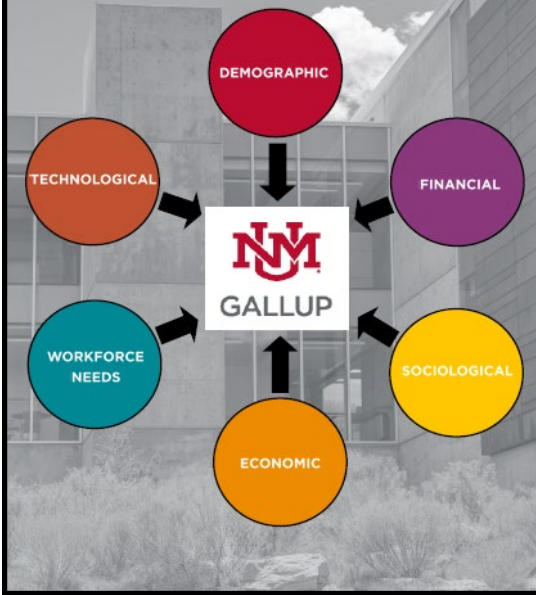 DEMOGRAPHIC
TECHNOLOGICAL
FINANCIAL
UNM
GALLUP
WORKFORCE
NEEDS
SOCIOLOGICAL
ECONOMIC